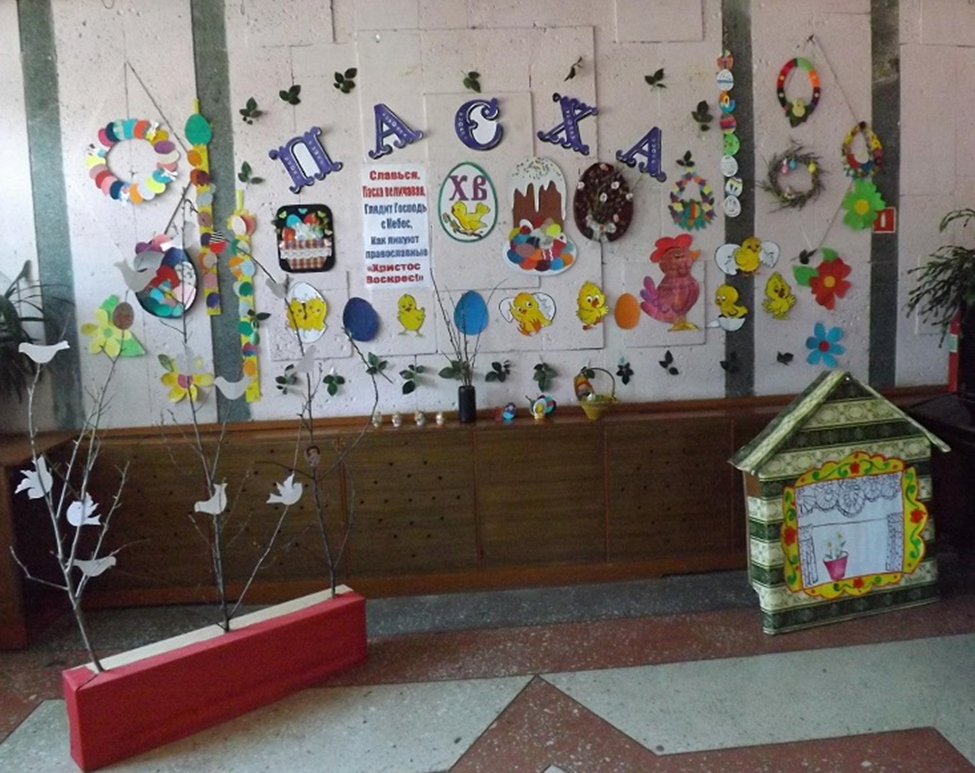 ПАСХА
Славься,
Пасха величавая,
Глядит Господь
с Небес,
Как ликуют
православные
«Христос
Воскрес!»
ХВ